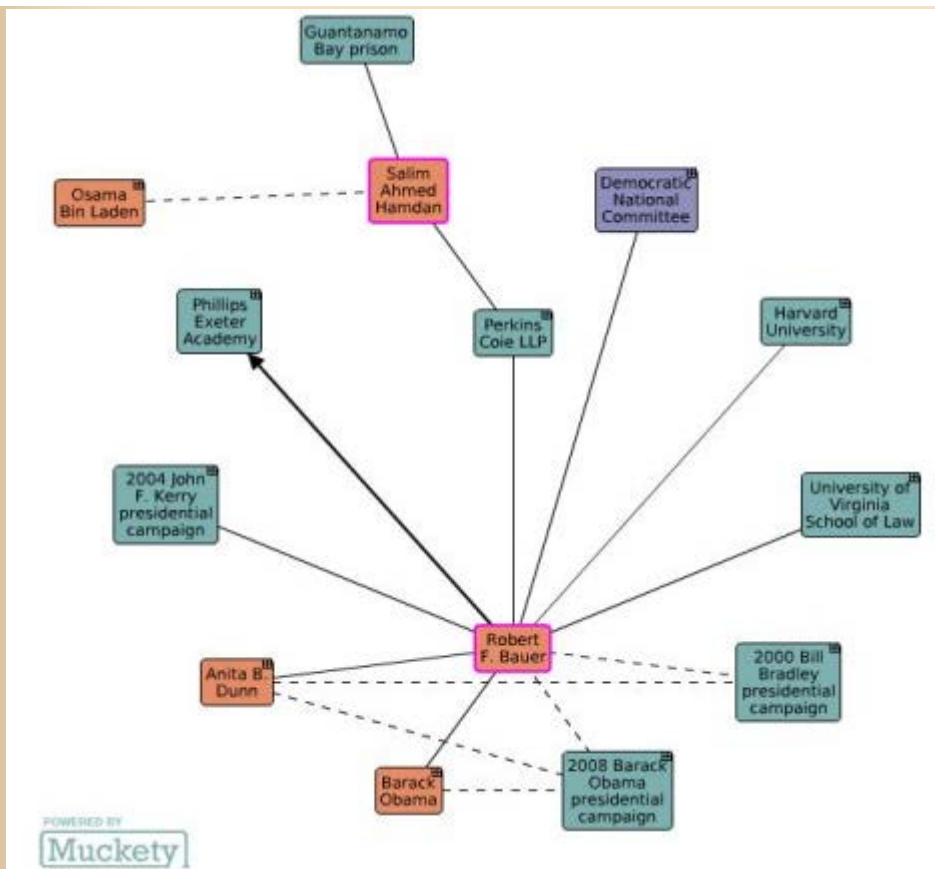 Guantanamo
Bay prison
Salim
Ahmed
Hamdan
Osama
Bin Laden
Democratic
National
Committee
Phillips
Exeter
Academy
Perkins
Coie LLP
Harvard
University
2004 John
F. Kerry
presidential
campaign
University of
Virginia
School of Law
Robert
F. Bauer
Anita B.
Dunn
2000 Bill
Bradley
presidential
campaign
Barack
Obama
2008 Barack
Obama
presidential
campaign
POWERED BY
Muckety